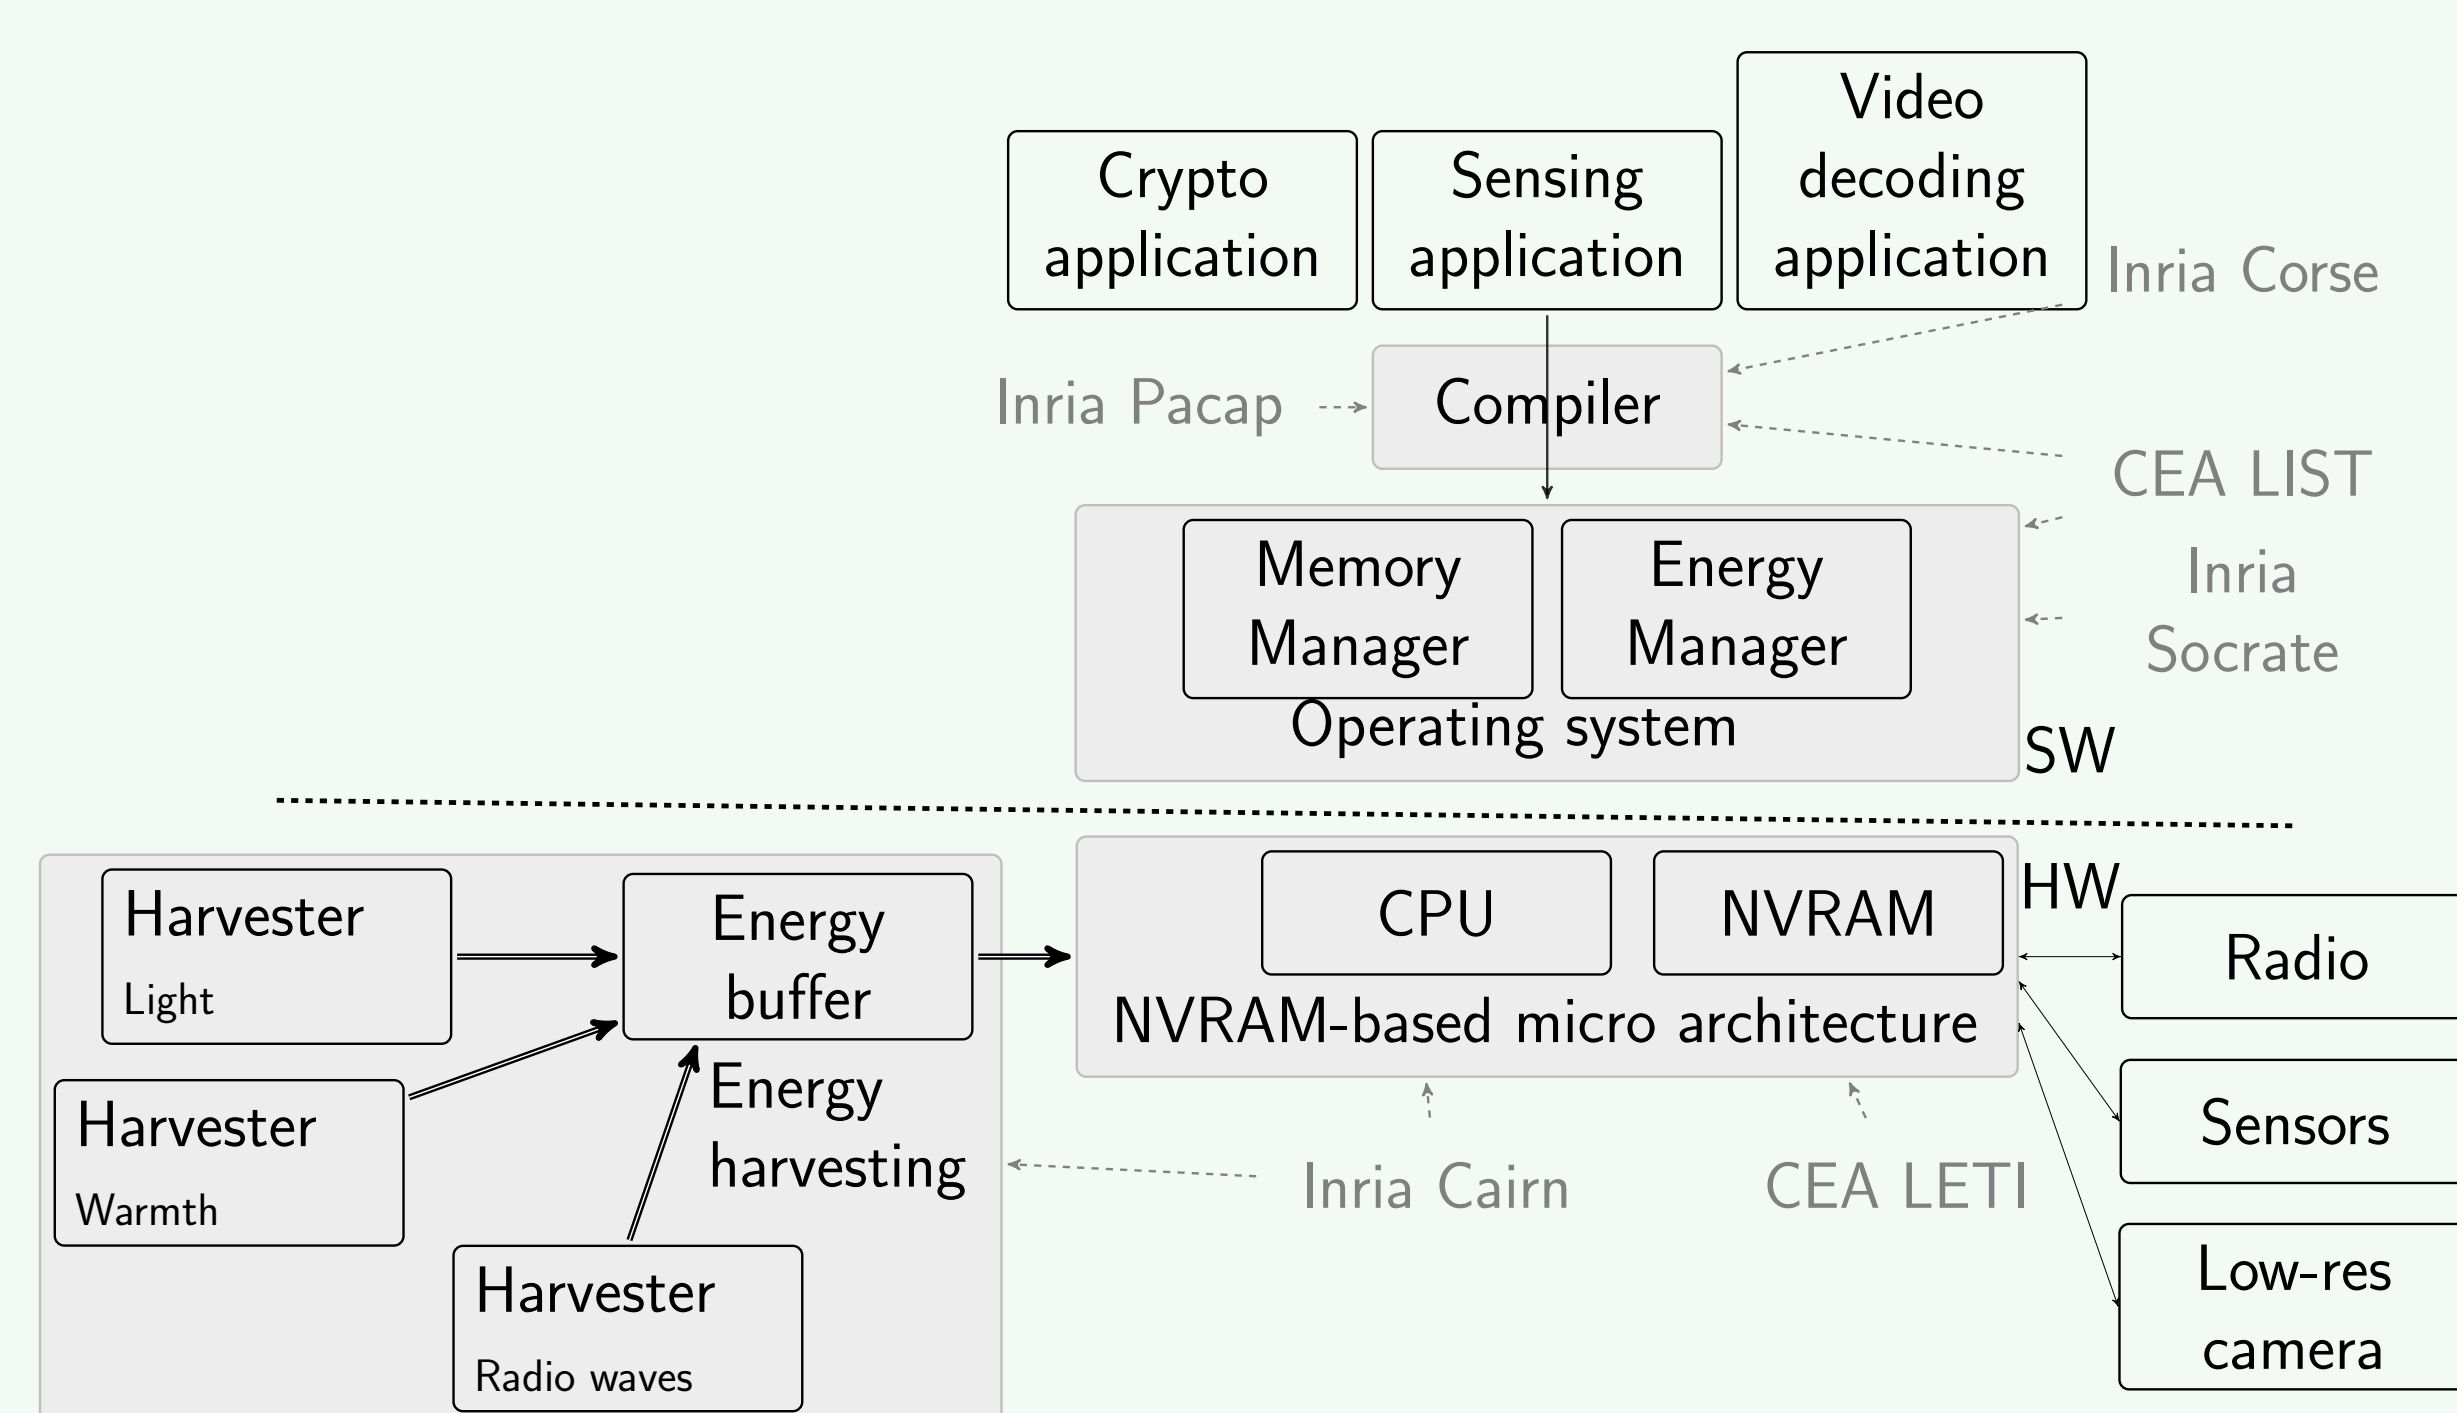 Video
decoding
application
Crypto
application
Sensing
application
Inria Corse
Inria Pacap
Compiler
CEA LIST
Memory
Manager
Energy
Manager
Inria
Socrate
Operating system
SW
HW
Harvester
Light
Energy
buffer
CPU
NVRAM
NVRAM-based micro architecture
Radio
Harvester
Warmth
Energy
harvesting
Inria Cairn
CEA LETI
Sensors
Harvester
Radio waves
Low-res
camera